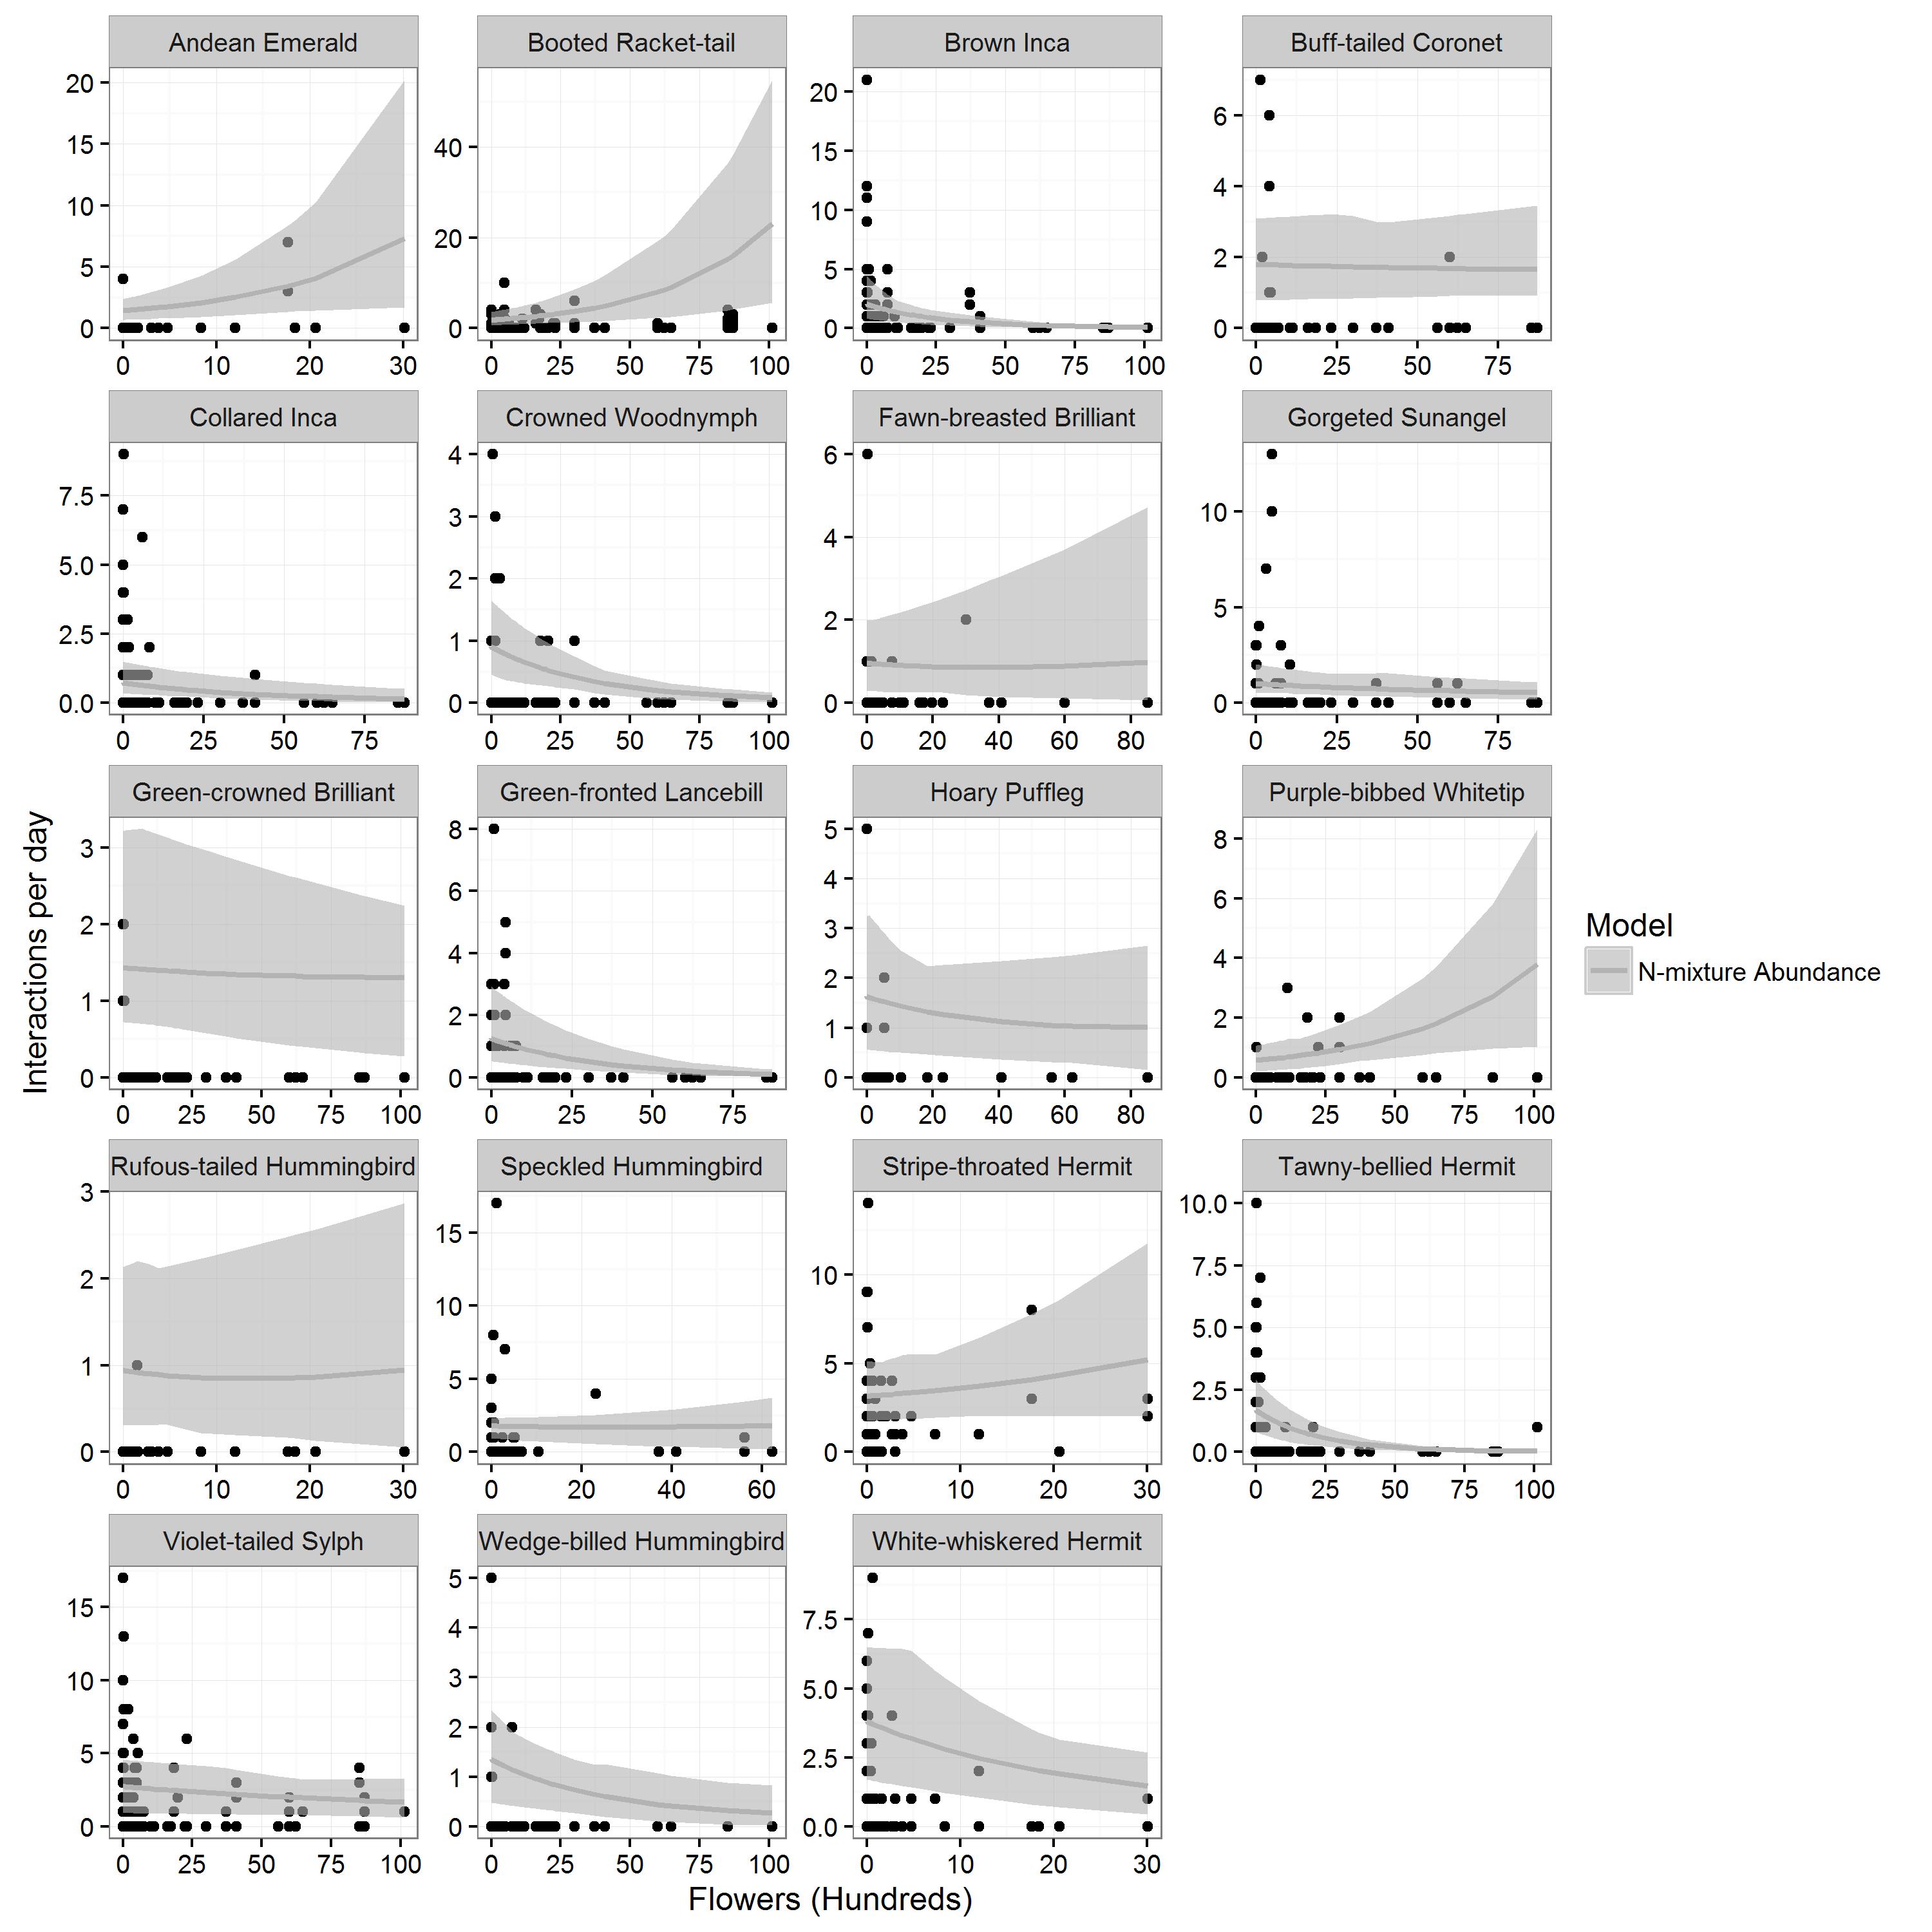 Andean Emerald Booted Racket-tail Brown Inca Buff-tailed Coronet
20 15 10 5 0
40 20 0
20 15 10 5 0
6 4 2 0
0 10 20 30
0 25 50 75 100
0 25 50 75 100
0 25 50 75
Collared Inca Crowned Woodnymph Fawn-breasted Brilliant Gorgeted Sunangel
7.5 5.0 2.5 0.0
4 3 2 1 0
6 4 2 0
10 5 0
0 25 50 75
0 25 50 75 100
0 20 40 60 80
0 25 50 75
Green-crowned Brilliant Green-fronted Lancebill Hoary Puffleg Purple-bibbed Whitetip
3 2 1 0
8 6 4 2 0
5 4 3 2 1 0
8 6 4 2 0
0 25 50 75 100
0 25 50 75
0 20 40 60 80
0 25 50 75 100
Rufous-tailed Hummingbird Speckled Hummingbird Stripe-throated Hermit Tawny-bellied Hermit
3 2 1 0
15 10 5 0
10 5 0
10.0 7.5 5.0 2.5 0.0
0 10 20 30
0 20 40 60
0 10 20 30
0 25 50 75 100
Violet-tailed Sylph Wedge-billed Hummingbird White-whiskered Hermit
15 10 5 0
5 4 3 2 1 0
7.5 5.0 2.5 0.0
0 25 50 75 100
0 25 50 75 100
0 10 20 30
Interactions per day
Flowers (Hundreds)
Model
N-mixture Abundance